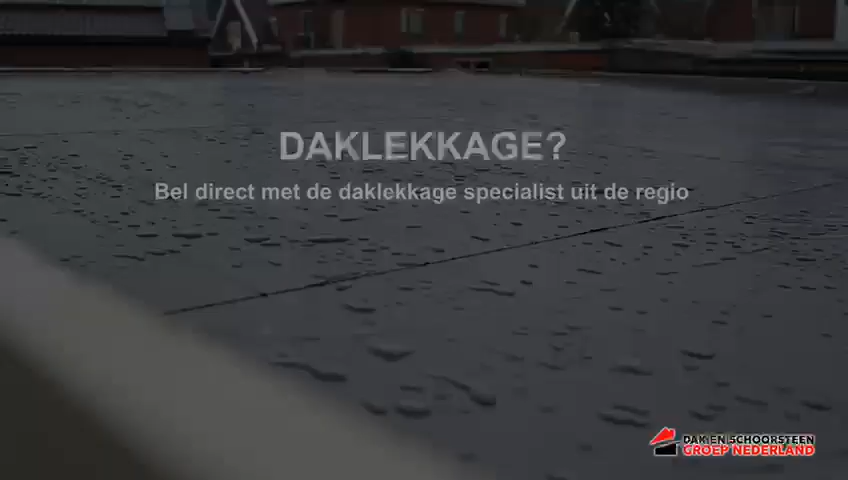 DAKLEKKAGE?
Bel direct met de daklekkage specialist uit de regio
DAK EN SCHOORSTEEN
GROEP NEDERLAND